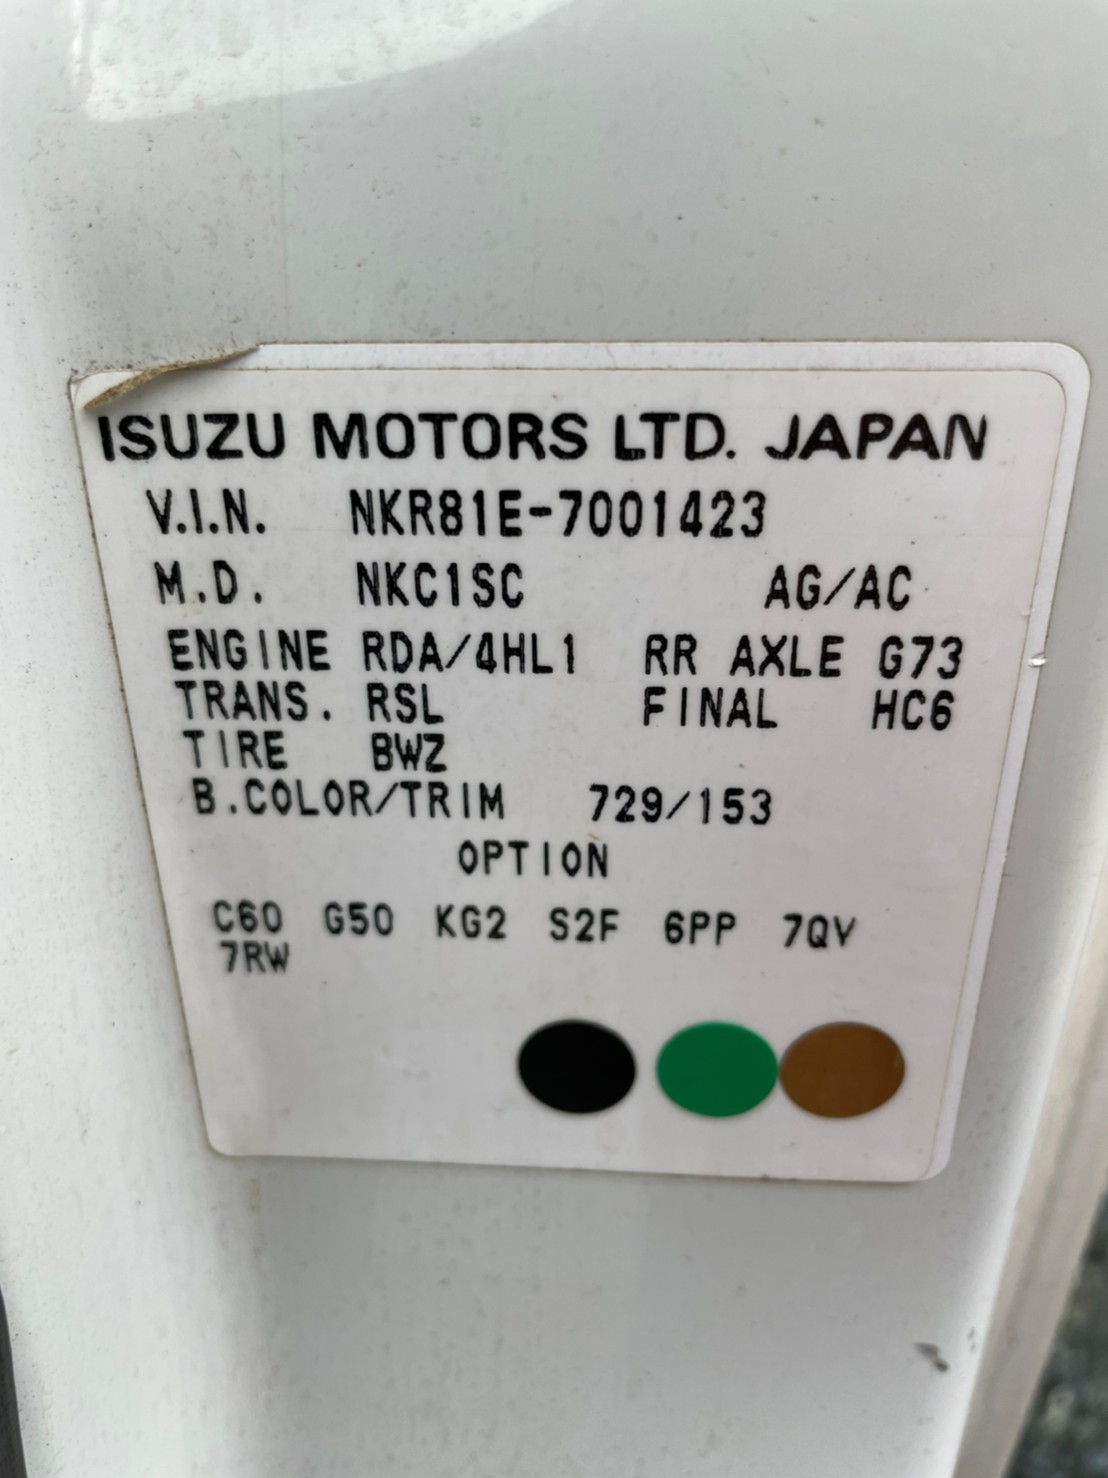 ISUZU MOTORS LTD. JAPAN
V.I.N. NKR81E-7001423
M.D. NKC1SC AG/AC
ENGINE RDA/4HL1 RR AXLE G73
TRANS. RSL FINAL HC6
TIRE BWZ
B.COLOR/TRIM 729/153
OPTION
C60 G50 KG2 S2F 6PP 7QV
7RW